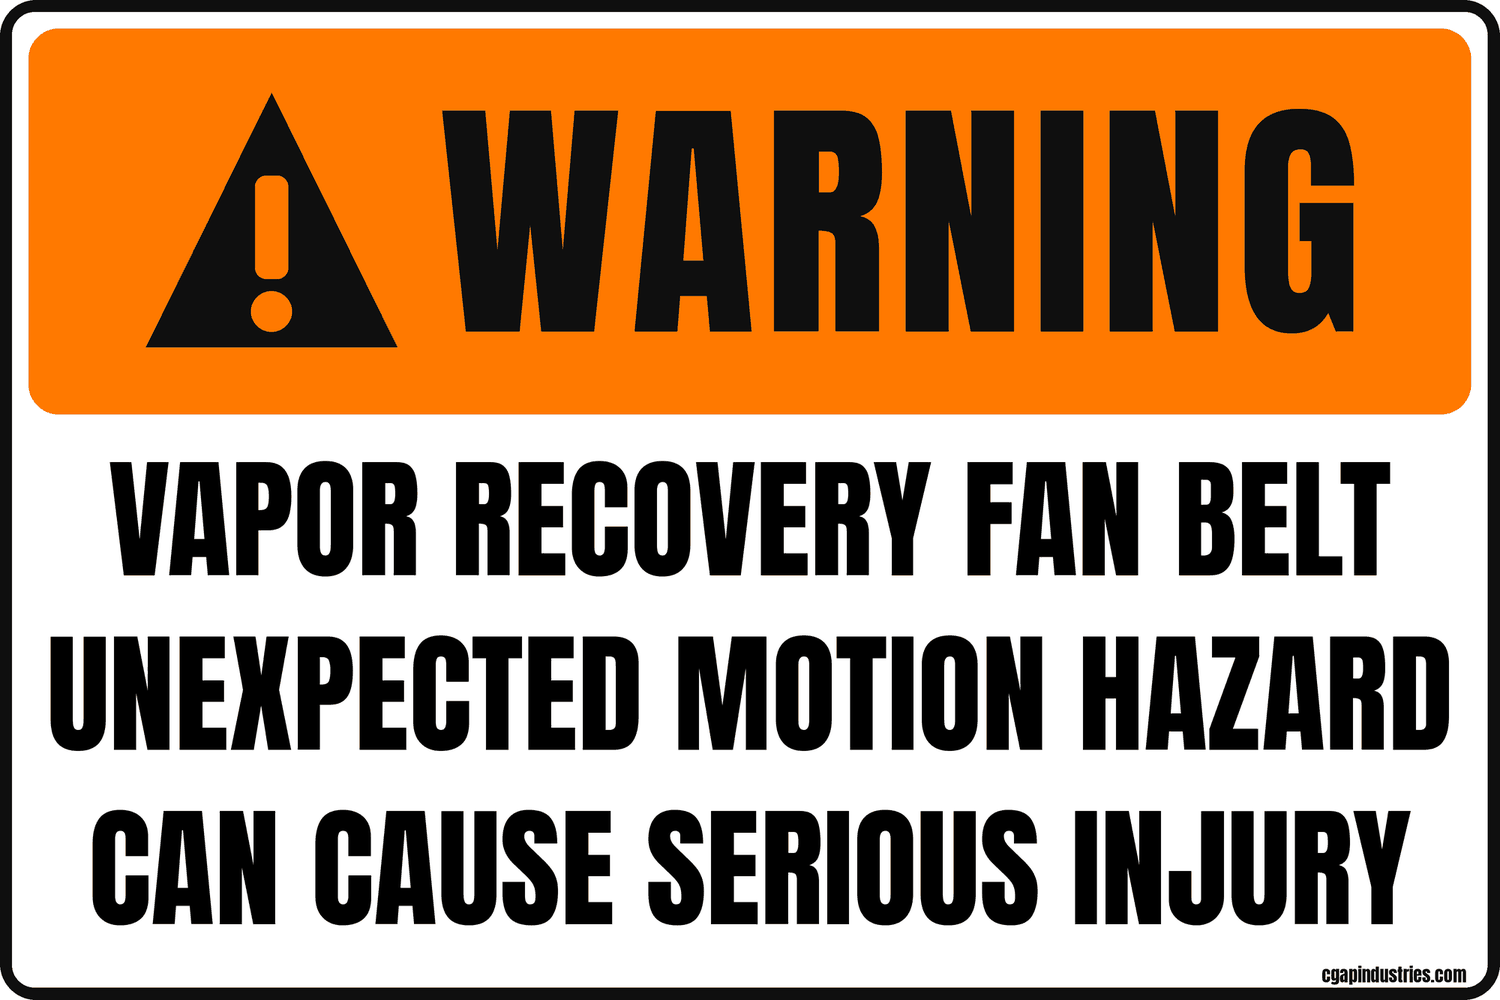 WARNING
VAPOR RECOVERY FAN BELT
UNEXPECTED MOTION HAZARD
CAN CAUSE SERIOUS INJURY
cgapindustries.com